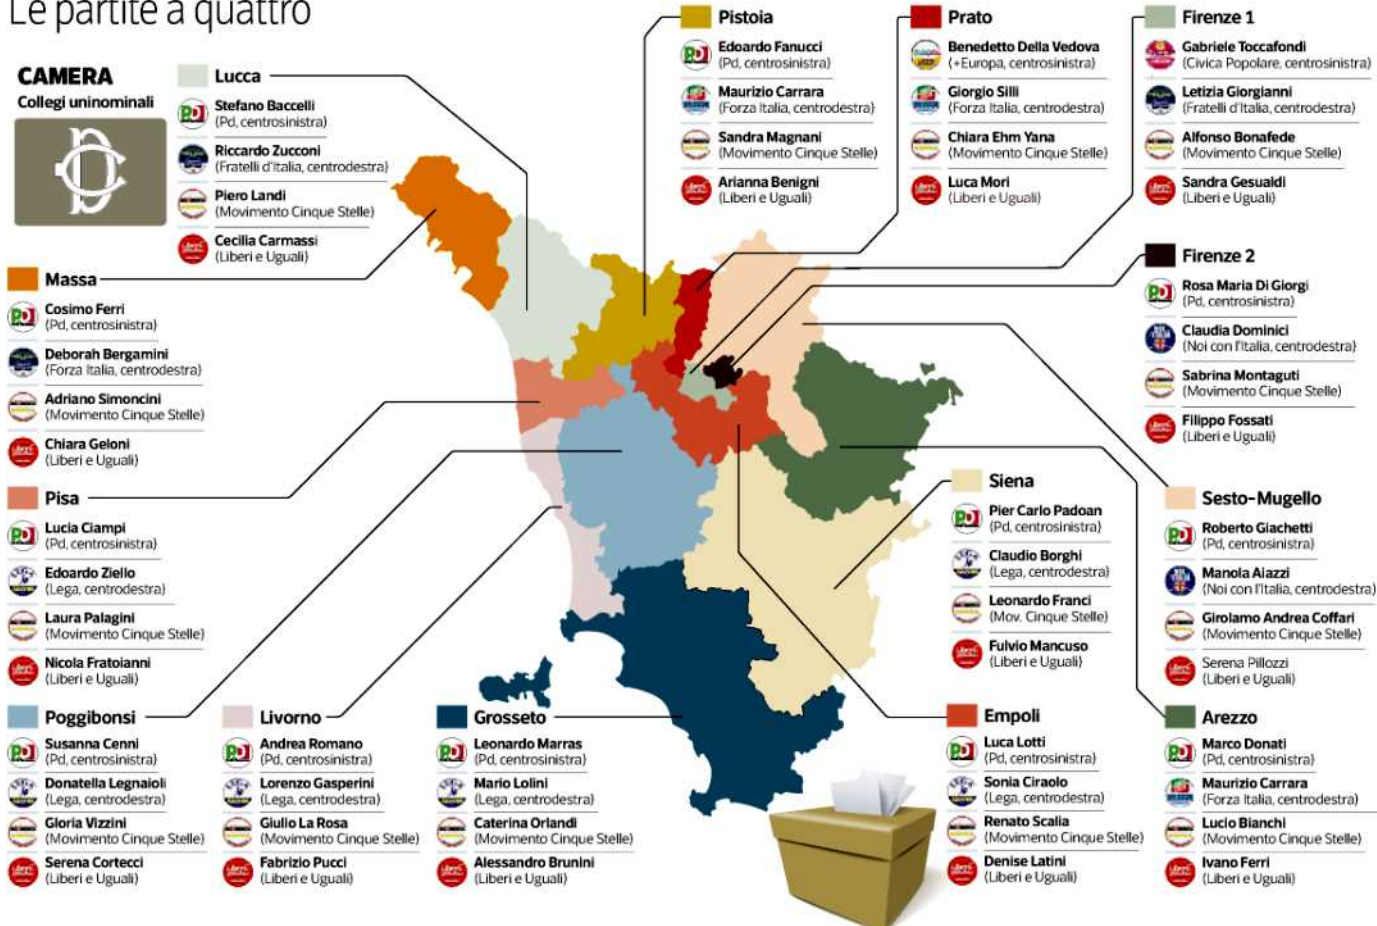 Le partite a quattro
CAMERA
Collegi uninominali
Lucca
Stefano Baccelli
(Pd, centrosinistra)
Riccardo Zucconi
(Fratelli d'Italia, centrodestra)
Piero Landi
(Movimento Cinque Stelle)
Cecilia Carmassi
(Liberi e Uguali)
Pistoia
Edoardo Fanucci
(Pd, centrosinistra)
Maurizio Carrara
(Forza Italia, centrodestra)
Sandra Magnani
(Movimento Cinque Stelle)
Arianna Benigni
(Liberi e Uguali)
Prato
Benedetto Della Vedova
(+Europa, centrosinistra)
Giorgio Silli
(Forza Italia, centrodestra)
Chiara Ehm Yana
(Movimento Cinque Stelle)
Luca Mori
(Liberi e Uguali)
Firenze 1
Gabriele Toccafondi
(Civica Popolare, centrosinistra)
Letizia Giorgianni
(Fratelli d'Italia, centrodestra)
Alfonso Bonafede
(Movimento Cinque Stelle)
Sandra Gesualdi
(Liberi e Uguali)
Massa
Cosimo Ferri
(Pd, centrosinistra)
Deborah Bergamini
(Forza Italia, centrodestra)
Adriano Simoncini
(Movimento Cinque Stelle)
Chiara Geloni
(Liberi e Uguali)
Firenze 2
Rosa Maria Di Giorgi
(Pd, centrosinistra)
Claudia Dominici
(Noi con l'Italia, centrodestra)
Sabrina Montaguti
(Movimento Cinque Stelle)
Filippo Fossati
(Liberi e Uguali)
Pisa
Lucia Ciampi
(Pd, centrosinistra)
Edoardo Ziello
(Lega, centrodestra)
Laura Palagini
(Movimento Cinque Stelle)
Nicola Fratoianni
(Liberi e Uguali)
Siena
Pier Carlo Padoan
(Pd, centrosinistra)
Claudio Borghi
(Lega, centrodestra)
Leonardo Franci
(Mov. Cinque Stelle)
Fulvio Mancuso
(Liberi e Uguali)
Sesto-Mugello
Roberto Giachetti
(Pd, centrosinistra)
Manola Aiazzi
(Noi con l'Italia, centrodestra)
Girolamo Andrea Coffari
(Movimento Cinque Stelle)
Serena Pillozzi
(Liberi e Uguali)
Poggibonsi
Susanna Cenni
(Pd, centrosinistra)
Donatella Legnaioli
(Lega, centrodestra)
Gloria Vizzini
(Movimento Cinque Stelle)
Serena Cortecci
(Liberi e Uguali)
Livorno
Andrea Romano
(Pd, centrosinistra)
Lorenzo Gasperini
(Lega, centrodestra)
Giulio La Rosa
(Movimento Cinque Stelle)
Fabrizio Pucci
(Liberi e Uguali)
Grosseto
Leonardo Marras
(Pd, centrosinistra)
Mario Lolini
(Lega, centrodestra)
Caterina Orlandi
(Movimento Cinque Stelle)
Alessandro Brunini
(Liberi e Uguali)
Empoli
Luca Lotti
(Pd, centrosinistra)
Sonia Ciraolo
(Lega, centrodestra)
Renato Scalia
(Movimento Cinque Stelle)
Denise Latini
(Liberi e Uguali)
Arezzo
Marco Donati
(Pd, centrosinistra)
Maurizio Carrara
(Forza Italia, centrodestra)
Lucio Bianchi
(Movimento Cinque Stelle)
Ivano Ferri
(Liberi e Uguali)